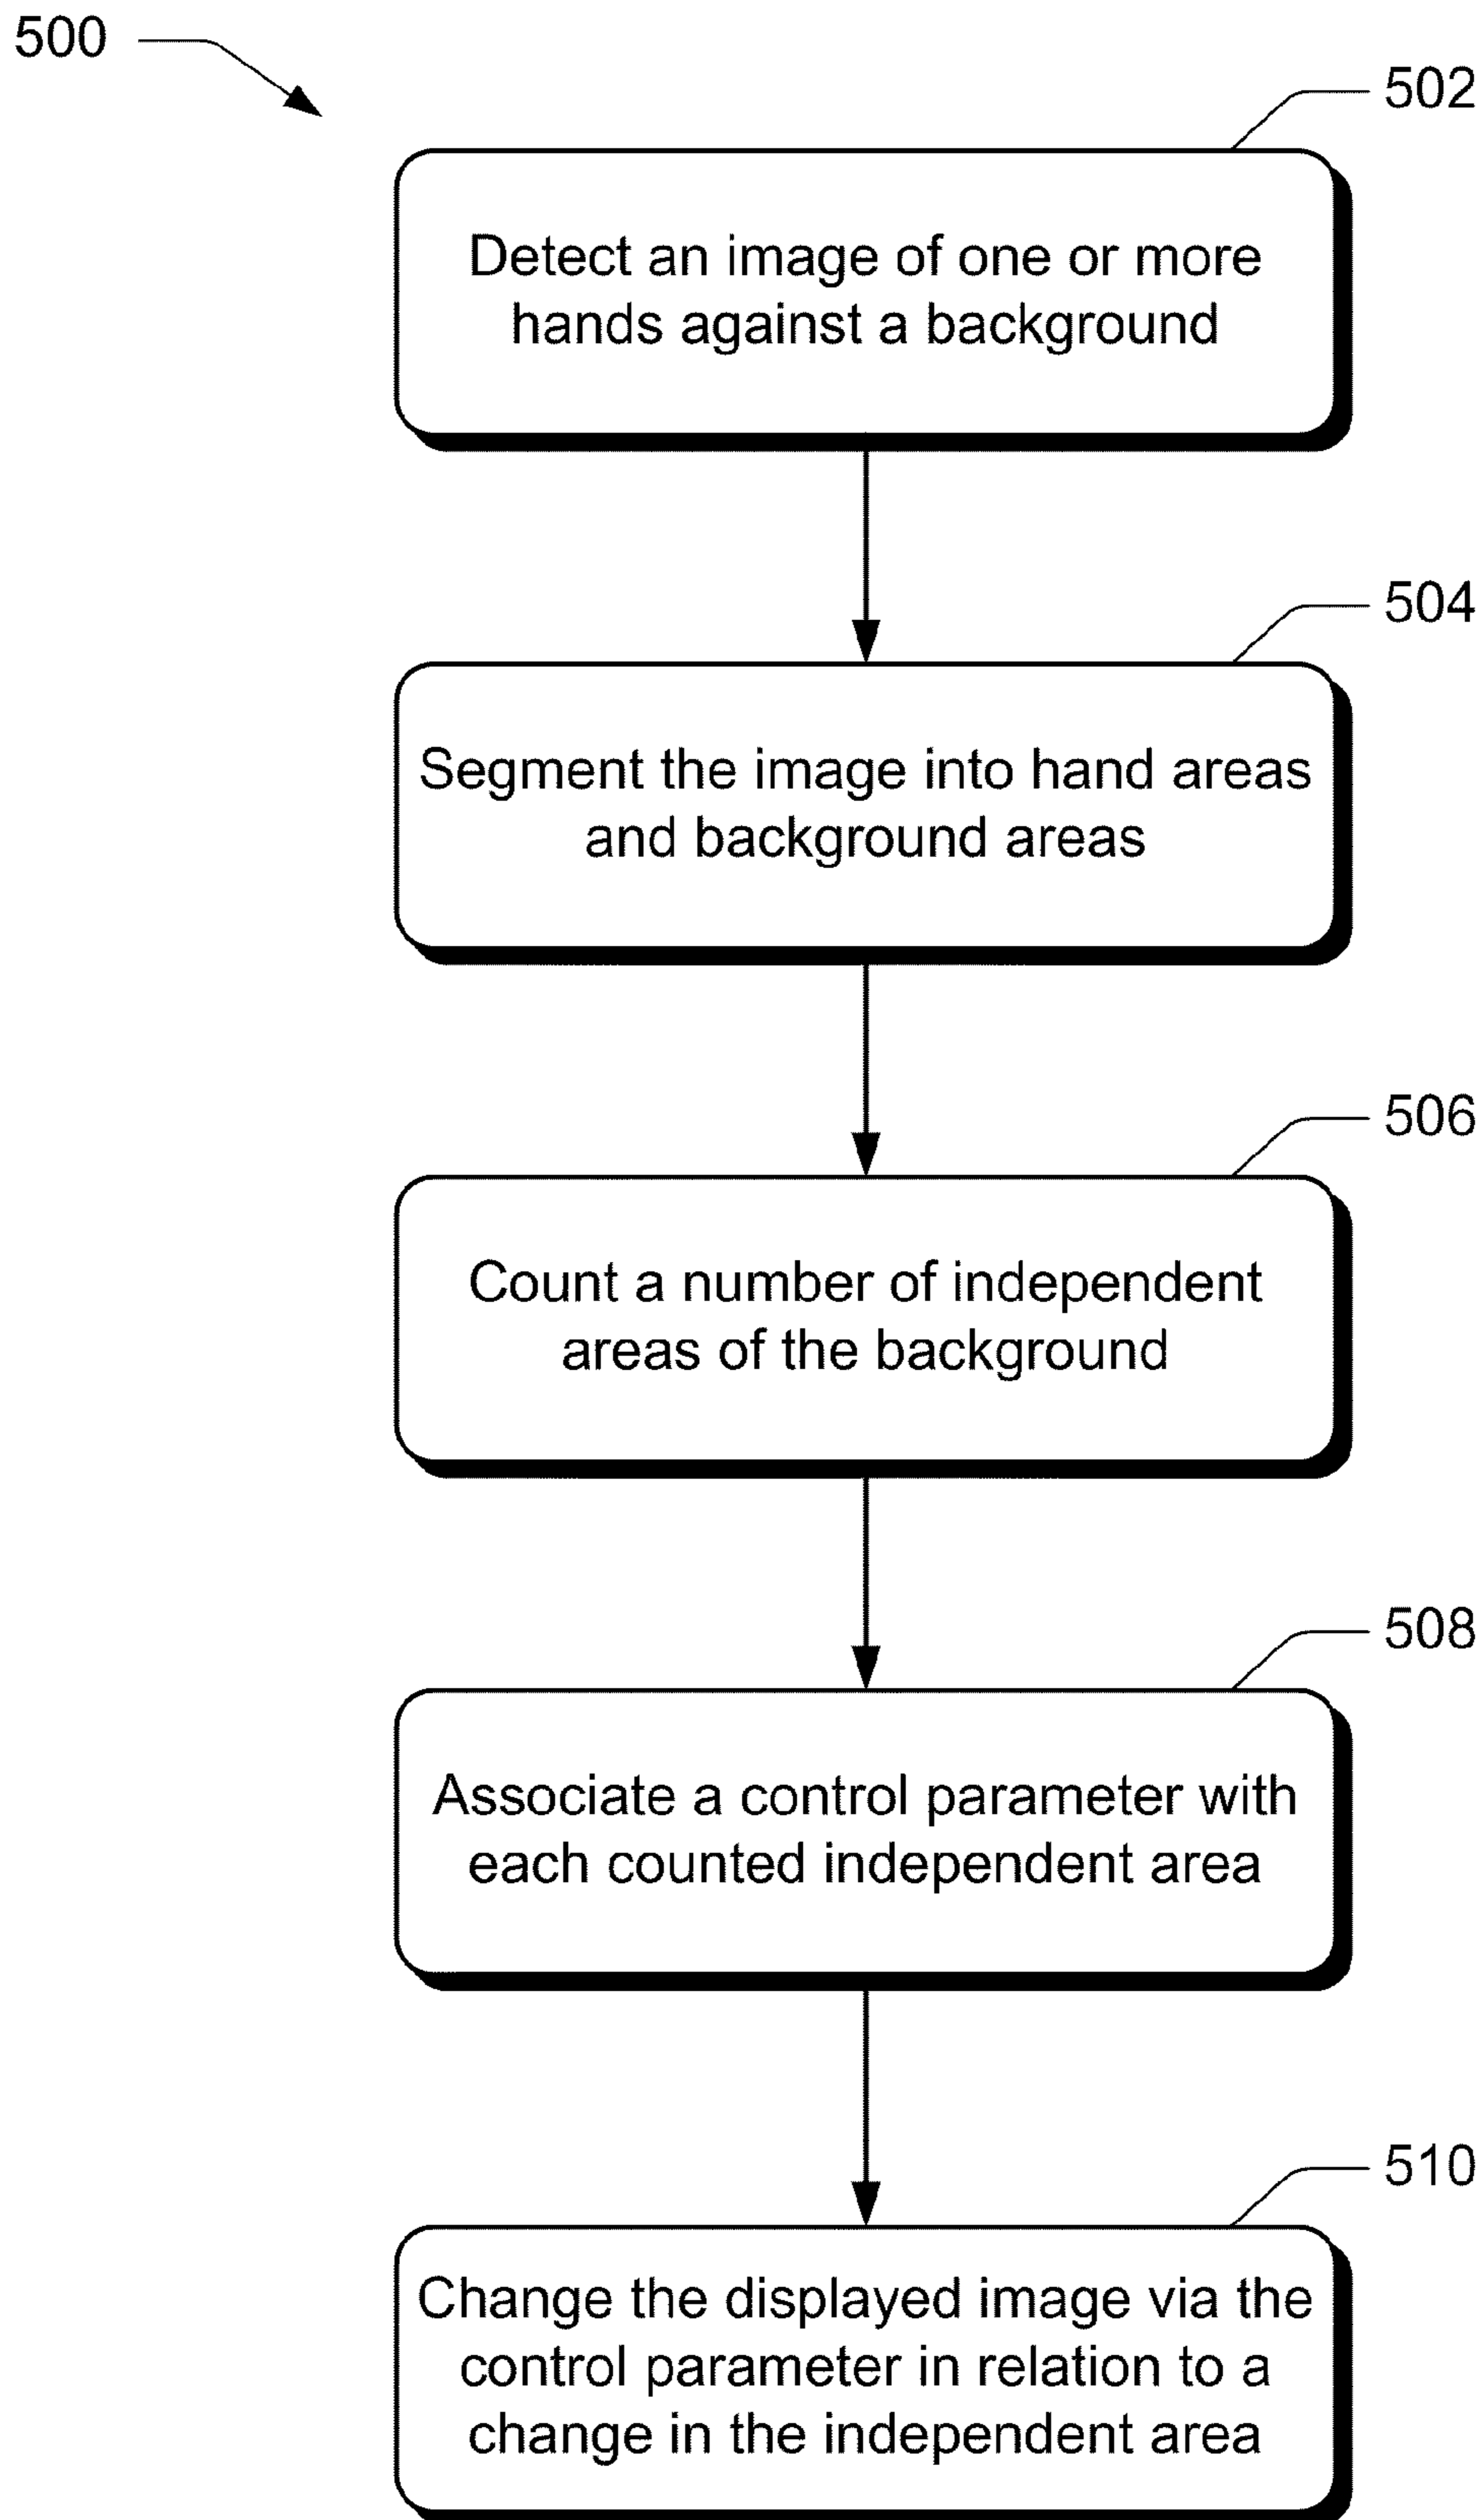 500
502
Detect an image of one or more
hands against a background
504
Segment the image into hand areas
and background areas
506
Count a number of independent
areas of the background
508
Associate a control parameter with
each counted independent area
510
Change the displayed image via the
control parameter in relation to a
change in the independent area